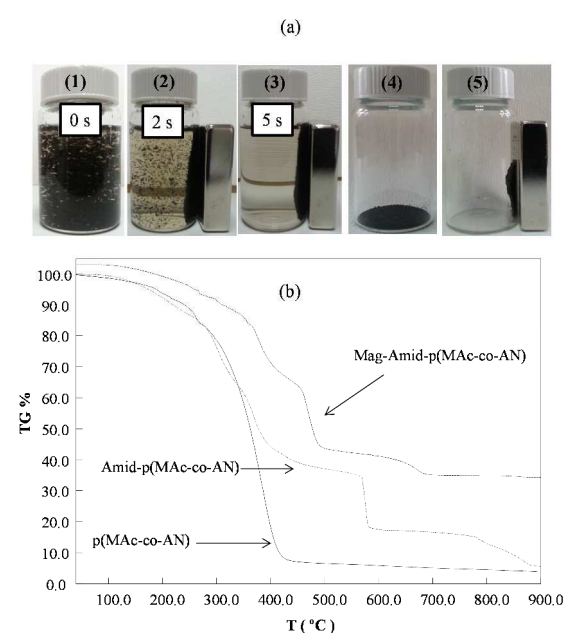 (a)
(1) (2) (3) (4) (5)
0 s 2 s 5 s
(b)
100.0
90.0
80.0
70.0
60.0
50.0
40.0
30.0
20.0
10.0
0.0
TG %
Mag-Amid-p(MAc-co-AN)
Amid-p(MAc-co-AN)
p(MAc-co-AN)
100.0 200.0 300.0 400.0 500.0 600.0 700.0 800.0 900.0
T ( °C )